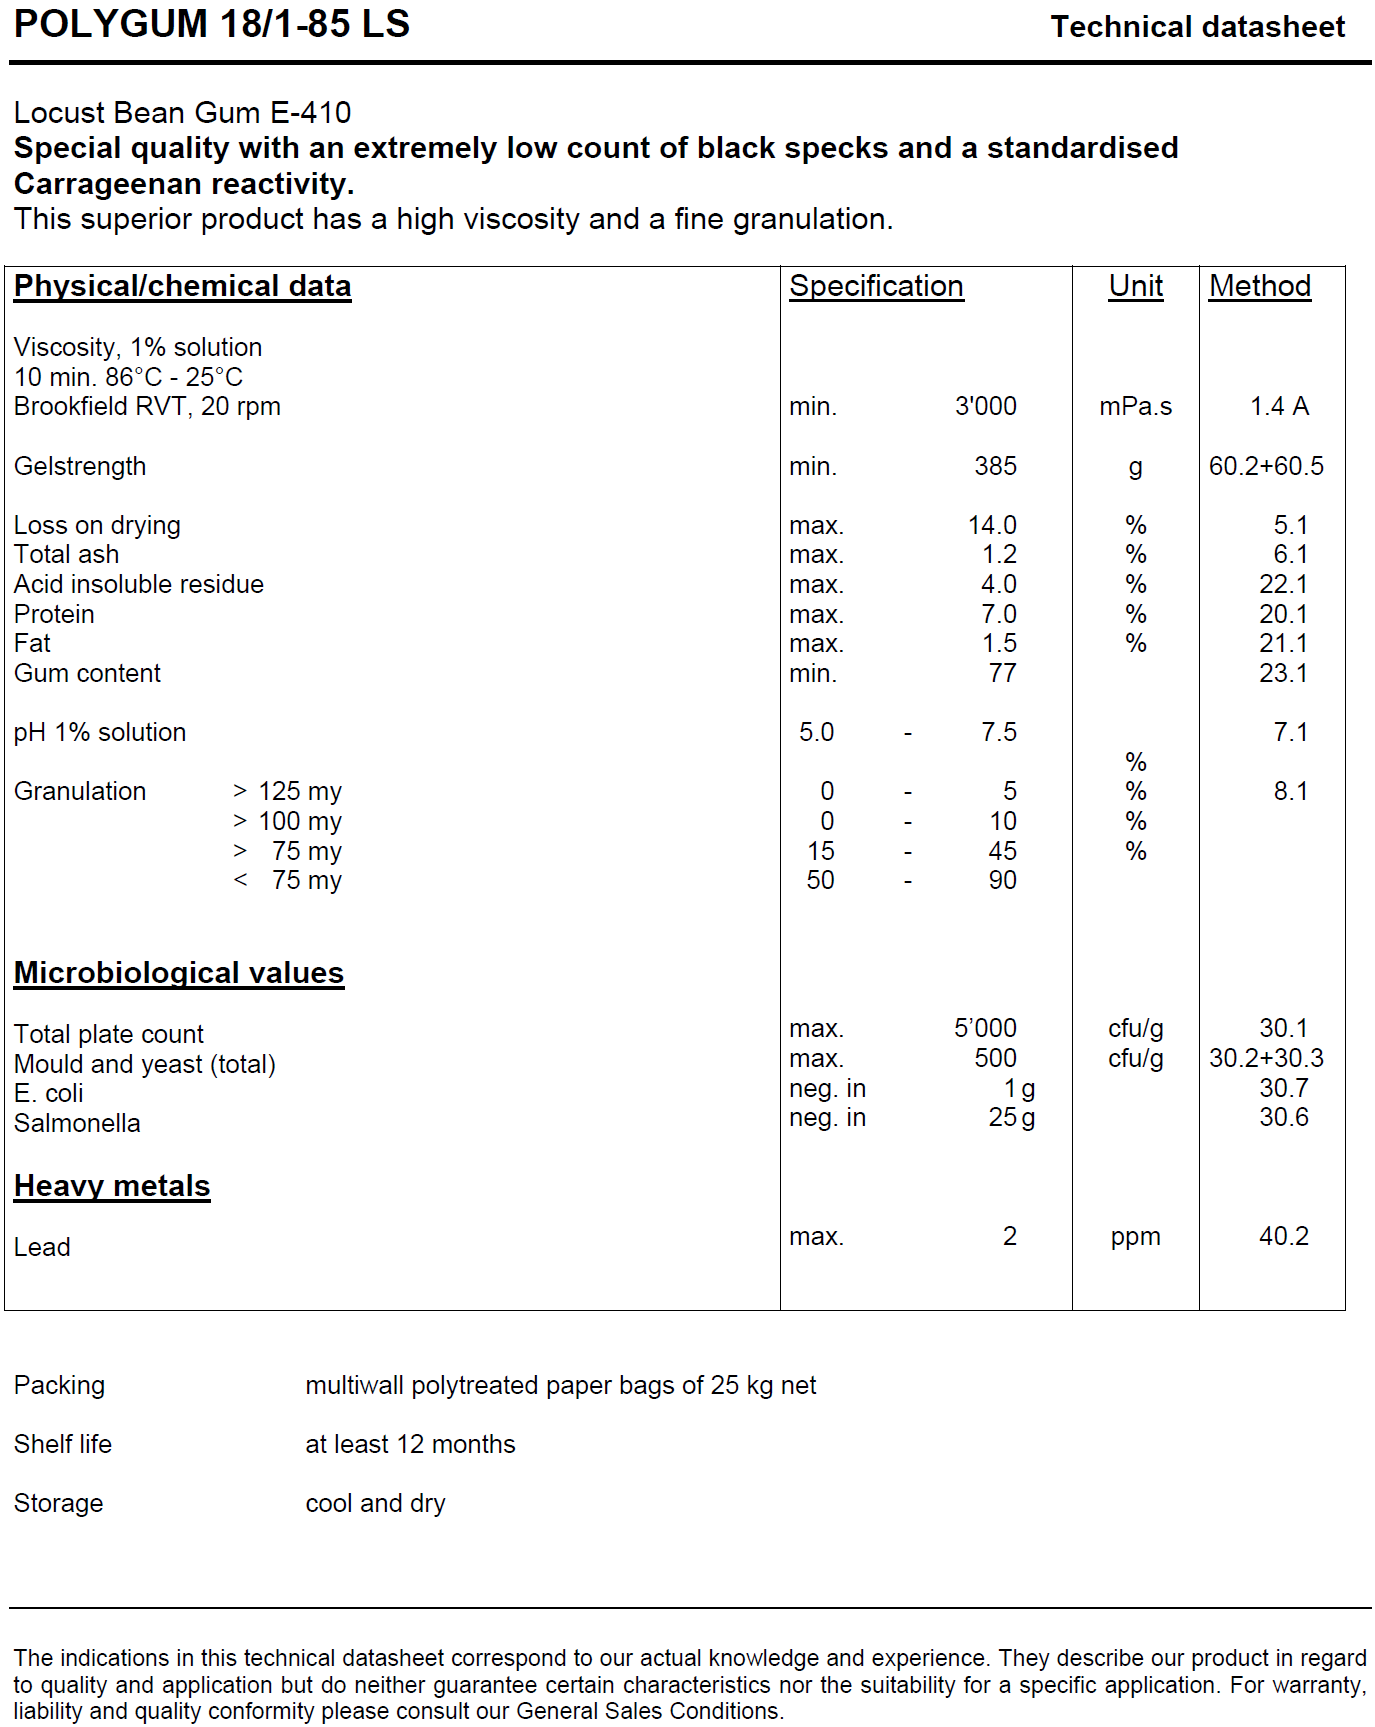 POLYGUM 18/1-85 LS Technical datasheet
Locust Bean Gum E-410
Special quality with an extremely low count of black specks and a standardised
Carrageenan reactivity.
This superior product has a high viscosity and a fine granulation.
Physical/chemical data Specification Unit Method
Viscosity, 1% solution
10 min. 86°C - 25°C
Brookfield RVT, 20 rpm min. 3'000 mPa.s 1.4 A
Gelstrength min. 385 g 60.2+60.5
Loss on drying max. 14.0 % 5.1
Total ash max. 1.2 % 6.1
Acid insoluble residue max. 4.0 % 22.1
Protein max. 7.0 % 20.1
Fat max. 1.5 % 21.1
Gum content min. 77 23.1
pH 1% solution 5.0 - 7.5 7.1
%
Granulation > 125 my 0 - 5 % 8.1
> 100 my 0 - 10 %
> 75 my 15 - 45 %
< 75 my 50 - 90
Microbiological values
Total plate count max. 5’000 cfu/g 30.1
Mould and yeast (total) max. 500 cfu/g 30.2+30.3
E. coli neg. in 1 g 30.7
Salmonella neg. in 25 g 30.6
Heavy metals
Lead max. 2 ppm 40.2
Packing multiwall polytreated paper bags of 25 kg net
Shelf life at least 12 months
Storage cool and dry
The indications in this technical datasheet correspond to our actual knowledge and experience. They describe our product in regard
to quality and application but do neither guarantee certain characteristics nor the suitability for a specific application. For warranty,
liability and quality conformity please consult our General Sales Conditions.